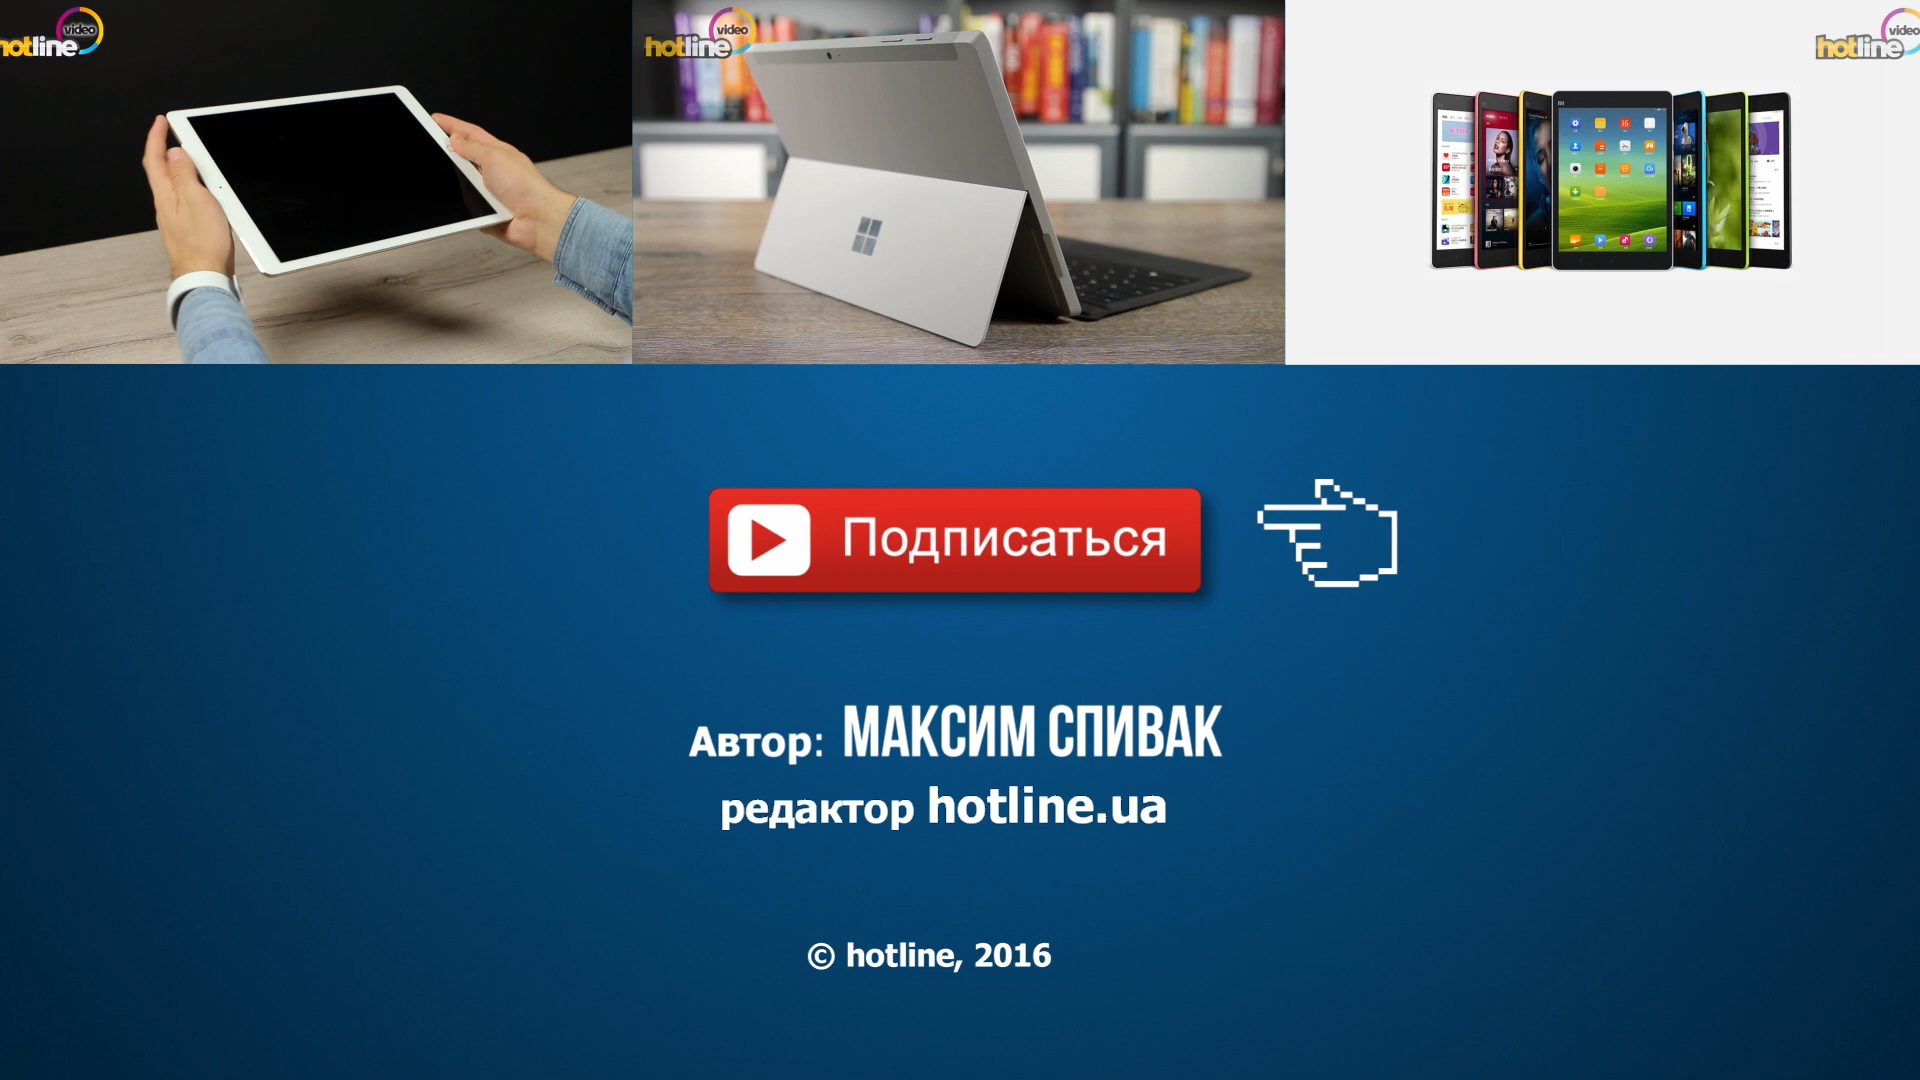 hotline video
hotline video
hotline video
Подписаться
Автор: МАКСИМ СПИВАК
редактор hotline.ua
© hotline, 2016